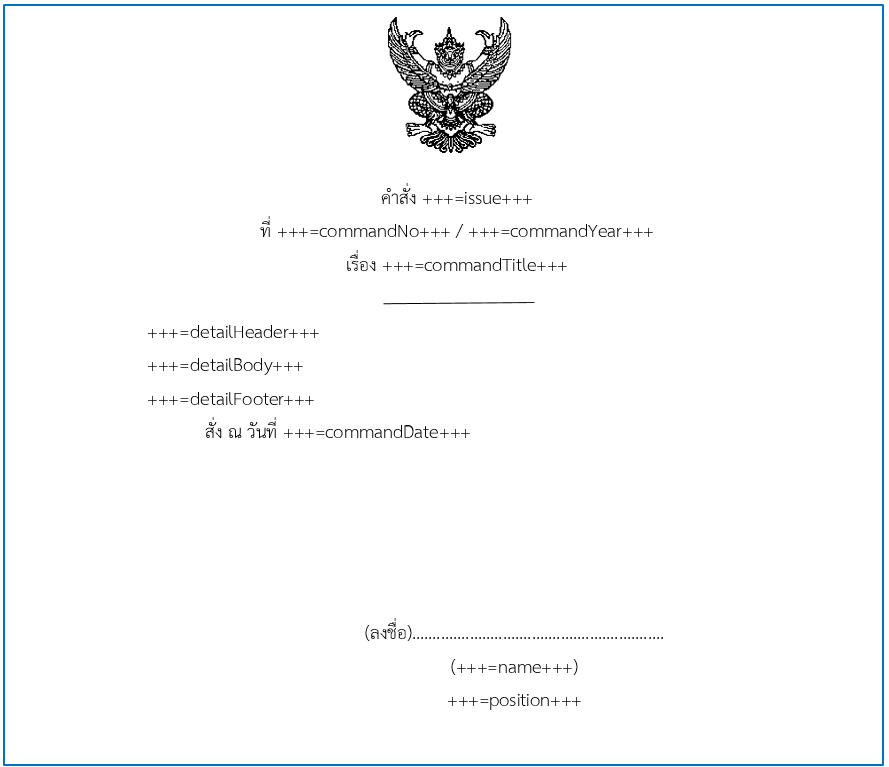 คำสั่ง +++=issue+++
ที่ +++=commandNo+++ / +++=commandYear+++
เรื่อง +++=commandTitle+++
+++=detailHeader+++
+++=detailBody+++
+++=detailFooter+++
สั่ง ณ วันที่ +++=commandDate+++
(ลงชื่อ)............................................................
(+++=name+++)
+++=position+++